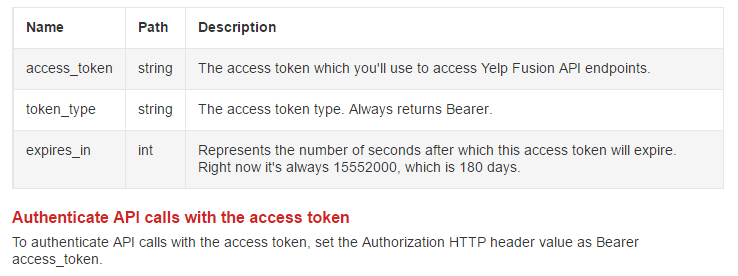 Name Path Description
access_token string The access token which you'll use to access Yelp Fusion API endpoints.
token_type string The access token type. Always returns Bearer.
expires_in int Represents the number of seconds after which this access token will expire.
Right now it's always 15552000, which is 180 days.
Authenticate API calls with the access token
To authenticate API calls with the access token, set the Authorization HTTP header value as Bearer
access_token.